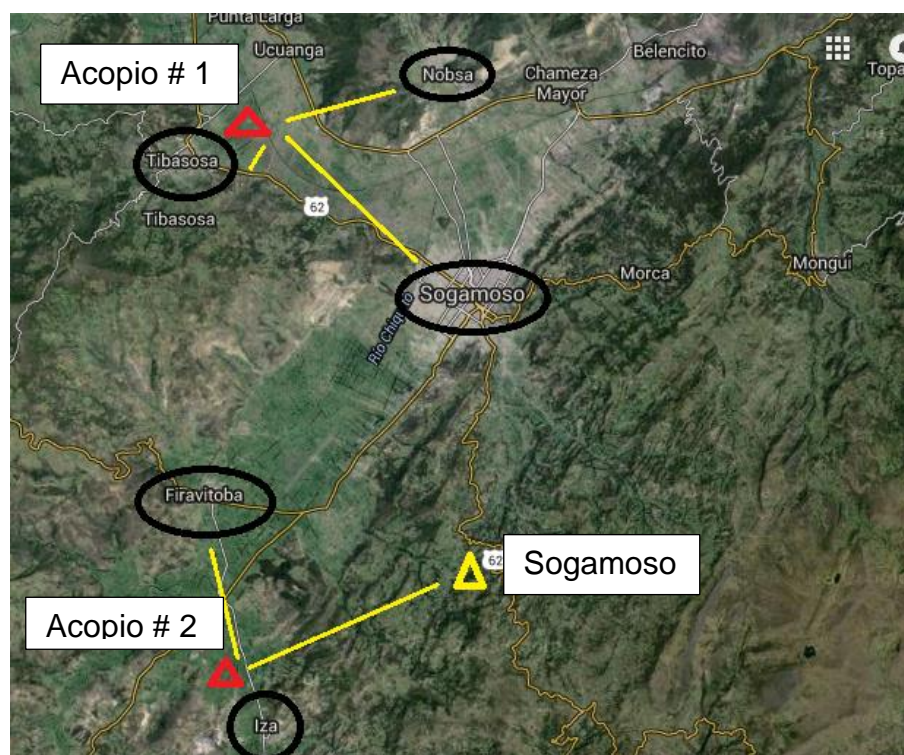 Punta Larga
Ucuanga
Acopio # 1
Nobsa
Belencito
Chameza
Mayor
Topa
Tibasosa
62
Tibasosa
Morca
Mongui
Sogamoso
Rio Chiquito
Firavitoba
62
Sogamoso
Acopio # 2
Iza